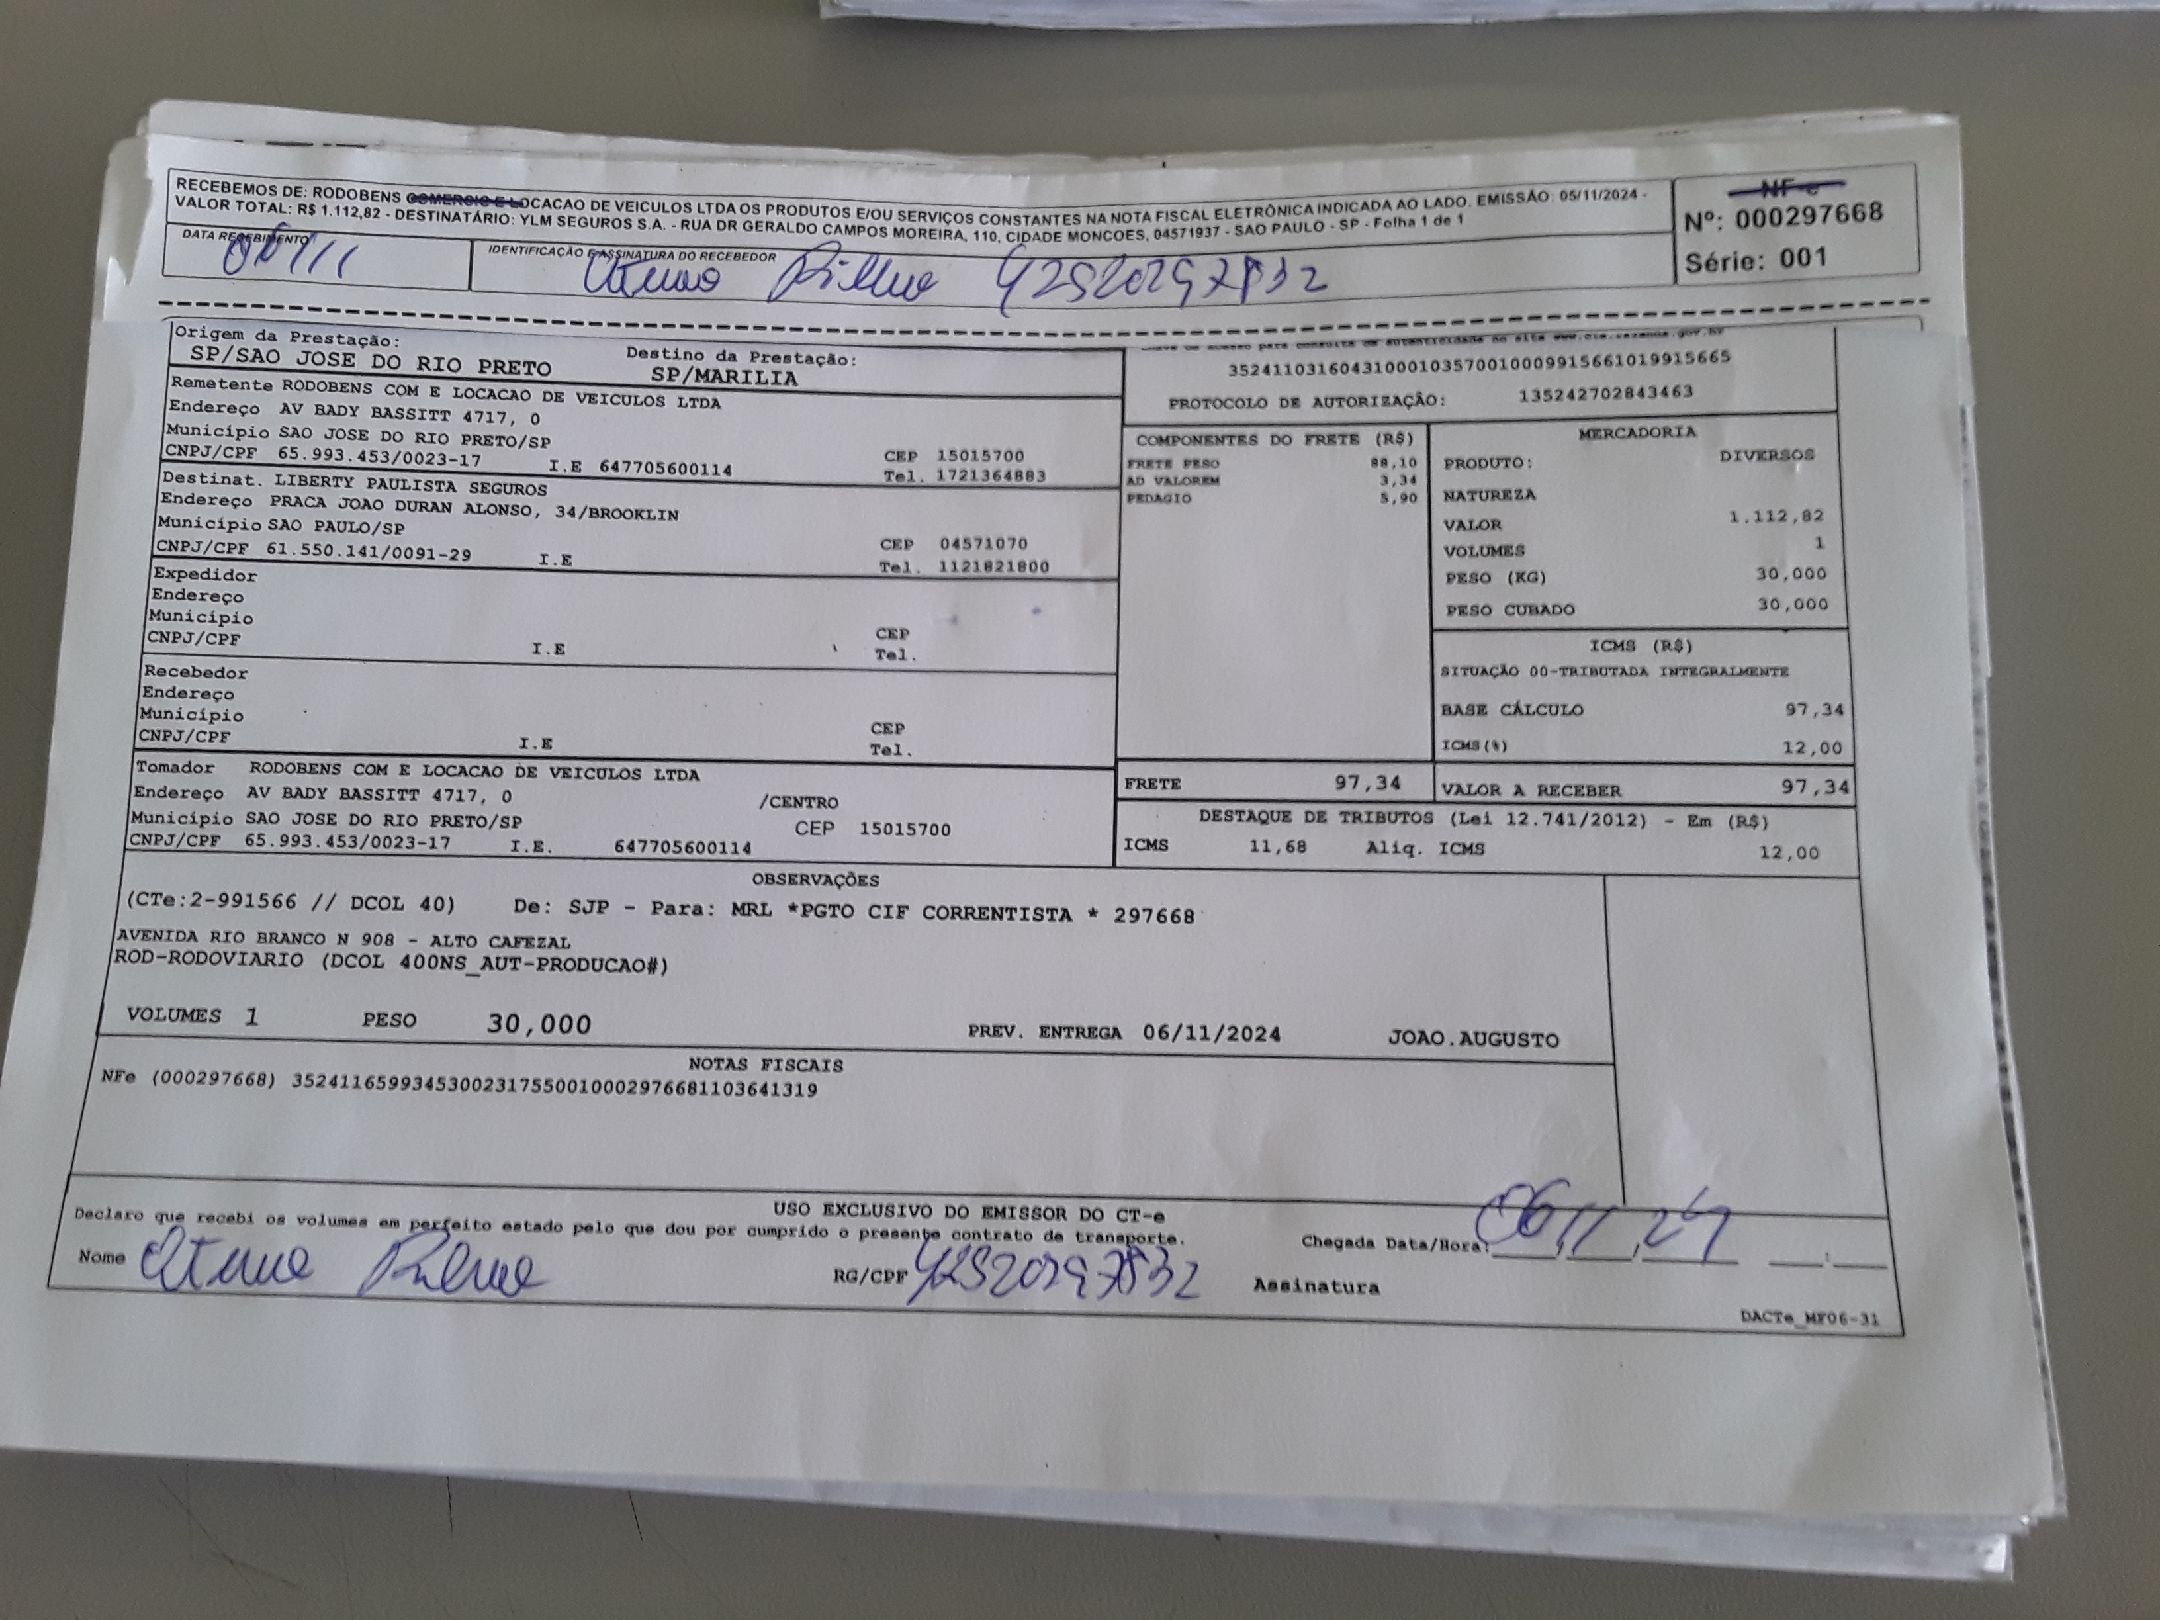 RECEBEMOS DE: RODOBENS COMERCIO E LOCACAO DE VEICULOS LTDA OS PRODUTOS E/OU SERVIÇOS CONSTANTES NA NOTA FISCAL ELETRÔNICA INDICADA AO LADO. EMISSÃO: 05/11/2024 -
VALOR TOTAL: R$ 1.112,82 - DESTINATÁRIO: YLM SEGUROS S.A. - RUA DR GERALDO CAMPOS MOREIRA, 110, CIDADE MONCOES, 04571937 - SAO PAULO - SP - Folha 1 de 1
NF-e
Nº: 000297668
Série: 001
DATA RECEBIMENTO
06/11
IDENTIFICAÇÃO E ASSINATURA DO RECEBEDOR
Origem da Prestação:
SP/SAO JOSE DO RIO PRETO
Destino da Prestação:
SP/MARILIA
Remetente RODOBENS COM E LOCACAO DE VEICULOS LTDA
Endereço AV BADY BASSITT 4717, 0
Município SAO JOSE DO RIO PRETO/SP CEP 15015700
CNPJ/CPF 65.993.453/0023-17 I.E 647705600114 Tel. 1721364883
Destinat. LIBERTY PAULISTA SEGUROS
Endereço PRACA JOAO DURAN ALONSO, 34/BROOKLIN
Município SAO PAULO/SP CEP 04571070
CNPJ/CPF 61.550.141/0091-29 I.E Tel. 1121821800
Expedidor
Endereço
Município CEP
CNPJ/CPF I.E Tel.
Recebedor
Endereço
Município CEP
CNPJ/CPF I.E Tel.
Tomador RODOBENS COM E LOCACAO DE VEICULOS LTDA
Endereço AV BADY BASSITT 4717, 0 /CENTRO
Município SAO JOSE DO RIO PRETO/SP CEP 15015700
CNPJ/CPF 65.993.453/0023-17 I.E. 647705600114
Chave de acesso para consulta de autenticidade no site www.cte.fazenda.gov.br
35241103160431000103570010009915661019915665
PROTOCOLO DE AUTORIZAÇÃO: 135242702843463
COMPONENTES DO FRETE (R$)
FRETE PESO 88,10
AD VALOREM 3,34
PEDAGIO 5,90
MERCADORIA
PRODUTO: DIVERSOS
NATUREZA
VALOR 1.112,82
VOLUMES 1
PESO (KG) 30,000
PESO CUBADO 30,000
ICMS (R$)
SITUAÇÃO 00-TRIBUTADA INTEGRALMENTE
BASE CÁLCULO 97,34
ICMS(%) 12,00
FRETE 97,34
VALOR A RECEBER 97,34
DESTAQUE DE TRIBUTOS (Lei 12.741/2012) - Em (R$)
ICMS 11,68 Aliq. ICMS 12,00
OBSERVAÇÕES
(CTe:2-991566 // DCOL 40) De: SJP - Para: MRL *PGTO CIF CORRENTISTA * 297668
AVENIDA RIO BRANCO N 908 - ALTO CAFEZAL
ROD-RODOVIARIO (DCOL 400NS_AUT-PRODUCAO#)
VOLUMES 1 PESO 30,000 PREV. ENTREGA 06/11/2024 JOAO.AUGUSTO
NOTAS FISCAIS
NFe (000297668) 35241165993453002317550010002976681103641319
USO EXCLUSIVO DO EMISSOR DO CT-e
Declaro que recebi os volumes em perfeito estado pelo que dou por cumprido o presente contrato de transporte.
Nome RG/CPF Chegada Data/Hora: 06/11/24
Assinatura
DACTe_MF06-31